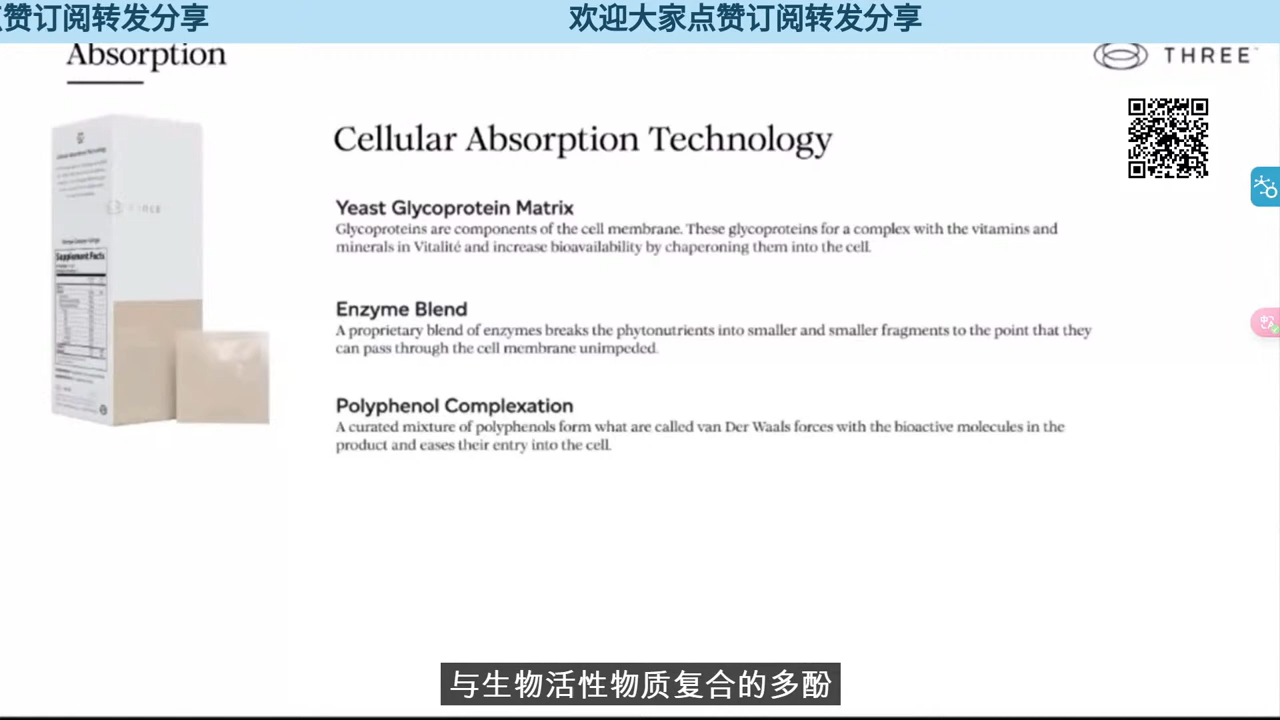 赞订阅转发分享
欢迎大家点赞订阅转发分享
Absorption
THREE
Cellular Absorption Technology
Yeast Glycoprotein Matrix
Glycoproteins are components of the cell membrane. These glycoproteins for a complex with the vitamins and
minerals in Vitalité and increase bioavailability by chaperoning them into the cell.
Supplement Facts
Enzyme Blend
A proprietary blend of enzymes breaks the phytonutrients into smaller and smaller fragments to the point that they
can pass through the cell membrane unimpeded.
Polyphenol Complexation
A curated mixture of polyphenols form what are called van Der Waals forces with the bioactive molecules in the
product and eases their entry into the cell.
与生物活性物质复合的多酚